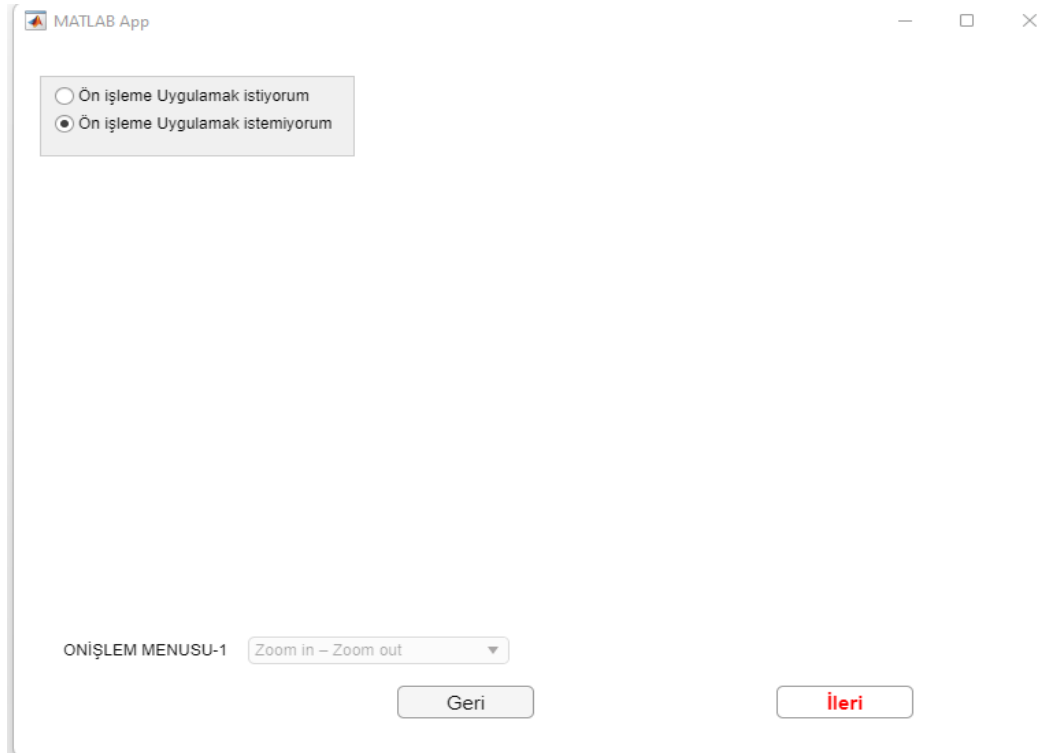 MATLAB App
Ön işleme Uygulamak istiyorum
Ön işleme Uygulamak istemiyorum
ONİŞLEM MENUSU-1 Zoom in – Zoom out
Geri İleri